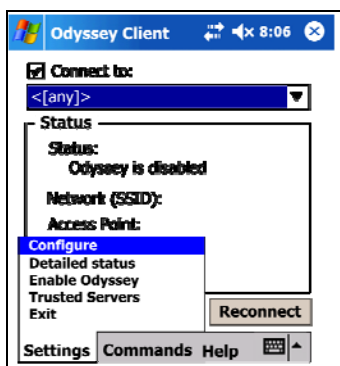 Odyssey Client 8:06
Connect to:
<[any]>
Status
Status:
Odyssey is disabled
Network (SSID):
Access Point:
Configure
Detailed status
Enable Odyssey
Trusted Servers
Exit
Reconnect
Settings Commands Help